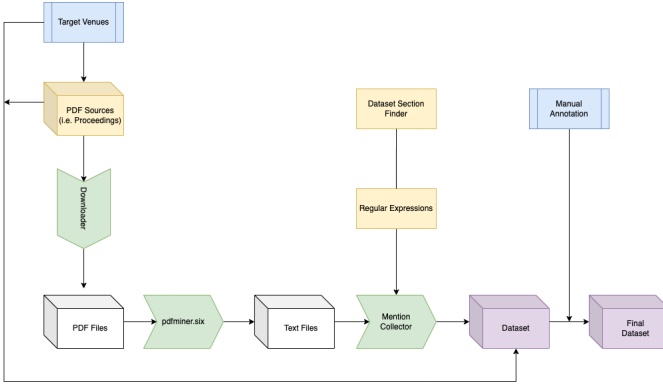 Target Venues
PDF Sources
(i.e. Proceedings)
Dataset Section
Finder
Manual
Annotation
Downloader
Regular Expressions
PDF Files
pdfminer.six
Text Files
Mention
Collector
Dataset
Final
Dataset